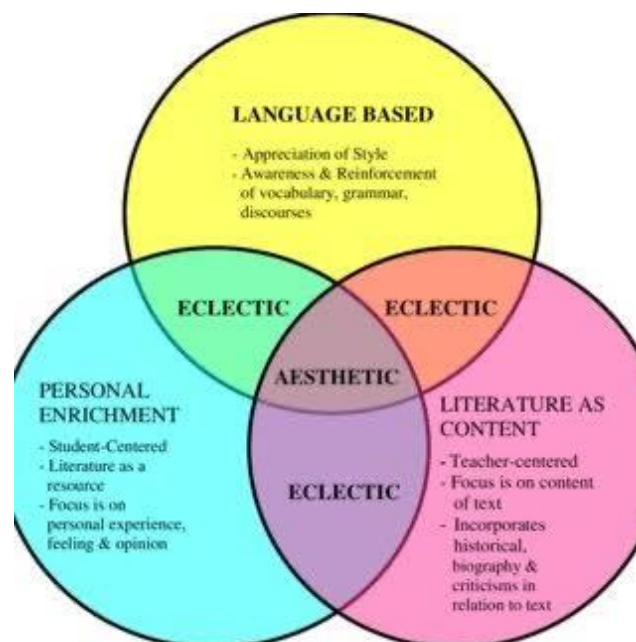 LANGUAGE BASED
- Appreciation of Style
- Awareness & Reinforcement
of vocabulary, grammar,
discourses
ECLECTIC
ECLECTIC
AESTHETIC
PERSONAL
ENRICHMENT
- Student-Centered
- Literature as a
resource
- Focus is on
personal experience,
feeling & opinion
LITERATURE AS
CONTENT
- Teacher-centered
- Focus is on content
of text
- Incorporates
historical,
biography &
criticisms in
relation to text
ECLECTIC